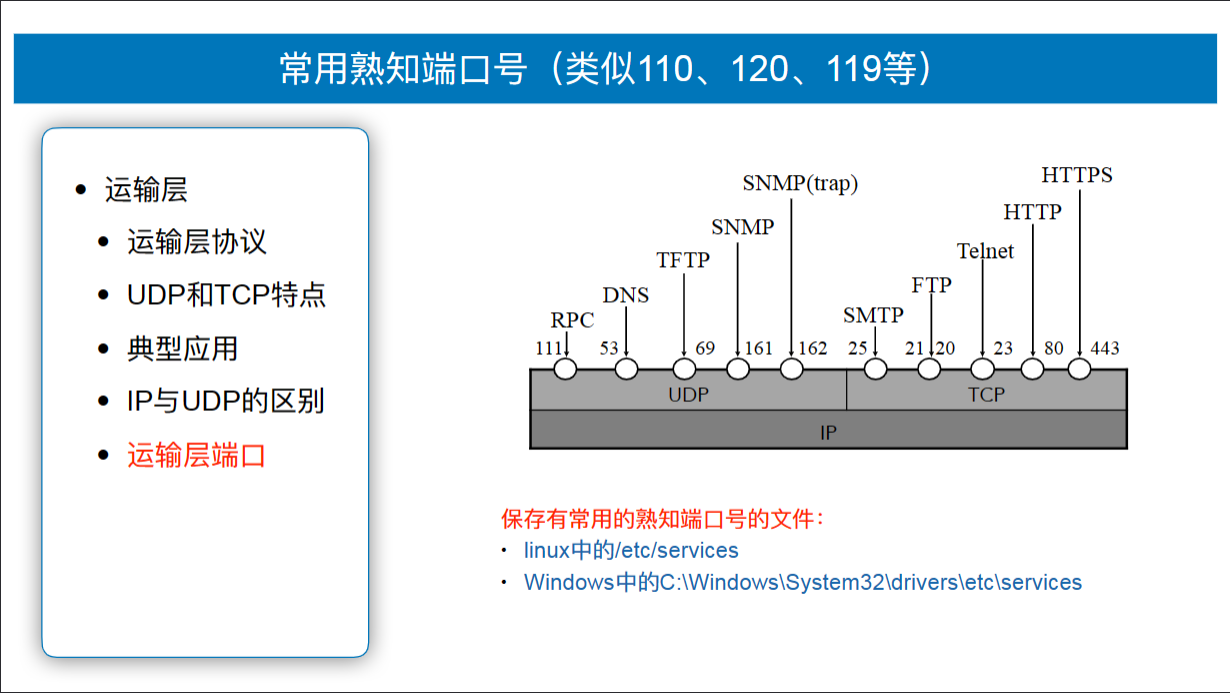 常用熟知端口号（类似110、120、119等）
• 运输层
• 运输层协议
• UDP和TCP特点
• 典型应用
• IP与UDP的区别
• 运输层端口
HTTPS
SNMP(trap)
HTTP
SNMP
Telnet
TFTP
FTP
DNS
SMTP
RPC
111 53 69 161 162 25 21 20 23 80 443
UDP TCP
IP
保存有常用的熟知端口号的文件：
• linux中的/etc/services
• Windows中的C:\Windows\System32\drivers\etc\services